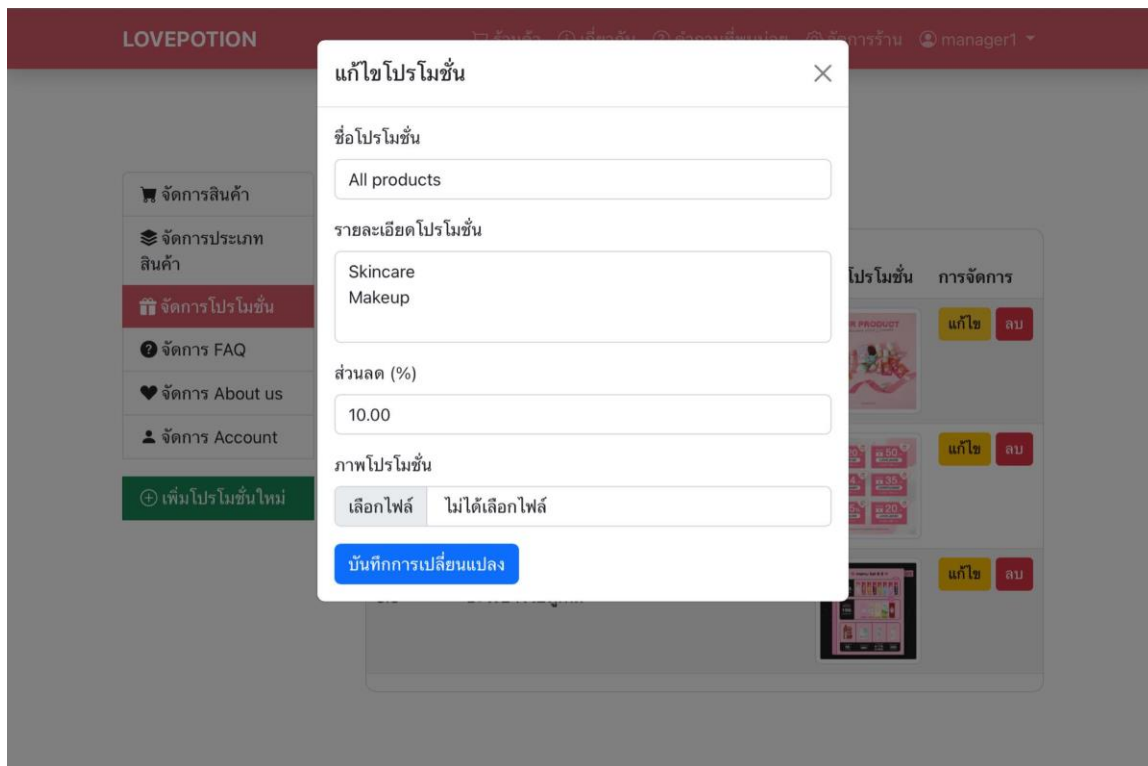 LOVEPOTION
manager1
แก้ไขโปรโมชั่น
ชื่อโปรโมชั่น
All products
รายละเอียดโปรโมชั่น
Skincare
Makeup
ส่วนลด (%)
10.00
ภาพโปรโมชั่น
เลือกไฟล์ ไม่ได้เลือกไฟล์
บันทึกการเปลี่ยนแปลง
จัดการสินค้า
จัดการประเภท
สินค้า
จัดการโปรโมชั่น
จัดการ FAQ
จัดการ About us
จัดการ Account
เพิ่มโปรโมชั่นใหม่
โปรโมชั่น การจัดการ
แก้ไข ลบ
แก้ไข ลบ
แก้ไข ลบ